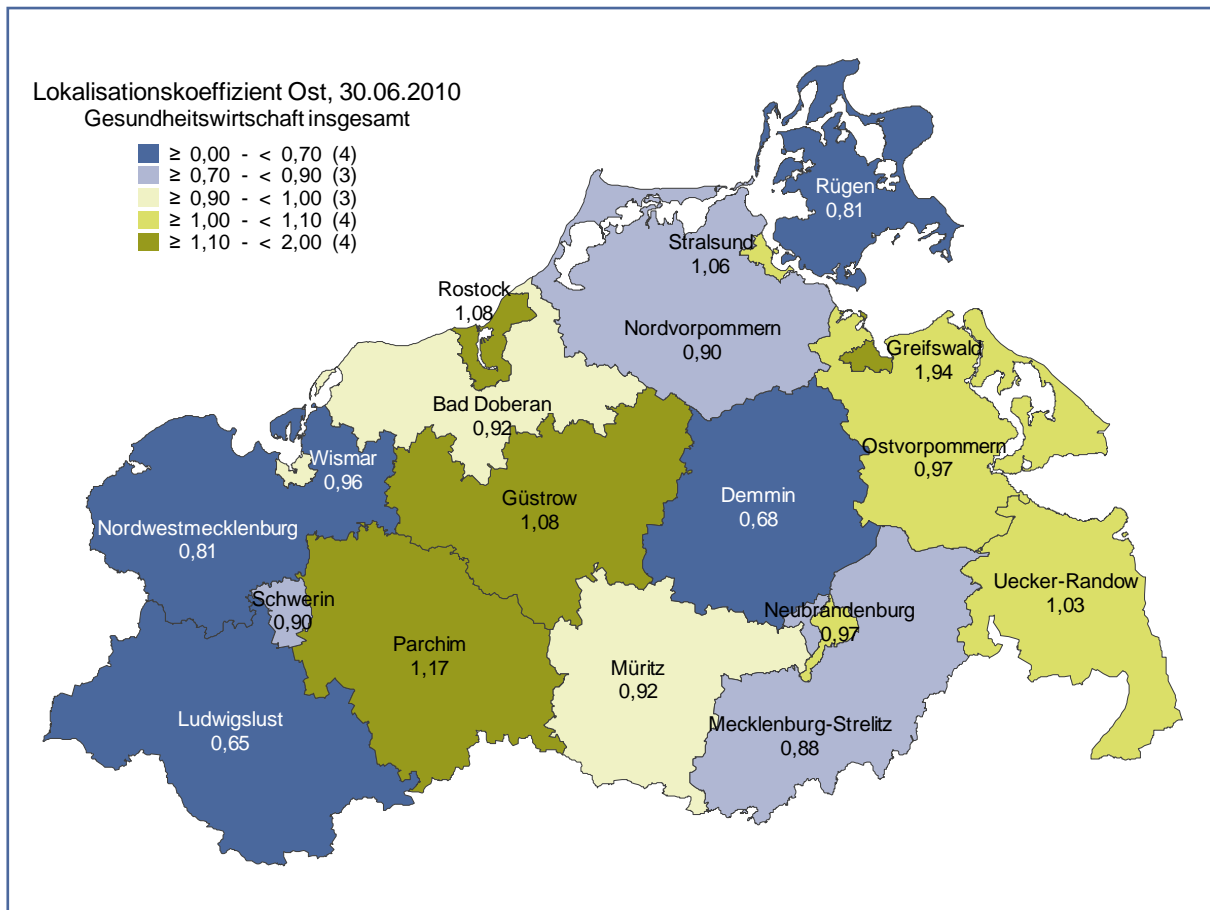 Lokalisationskoeffizient Ost, 30.06.2010
Gesundheitswirtschaft insgesamt
≥ 0,00 - < 0,70 (4)
≥ 0,70 - < 0,90 (3)
≥ 0,90 - < 1,00 (3)
≥ 1,00 - < 1,10 (4)
≥ 1,10 - < 2,00 (4)
Rügen
0,81
Stralsund
1,06
Rostock
1,08
Nordvorpommern
0,90
Greifswald
1,94
Bad Doberan
0,92
Ostvorpommern
0,97
Wismar
0,96
Güstrow
1,08
Demmin
0,68
Nordwestmecklenburg
0,81
Uecker-Randow
1,03
Schwerin
0,90
Neubrandenburg
0,97
Parchim
1,17
Müritz
0,92
Ludwigslust
0,65
Mecklenburg-Strelitz
0,88